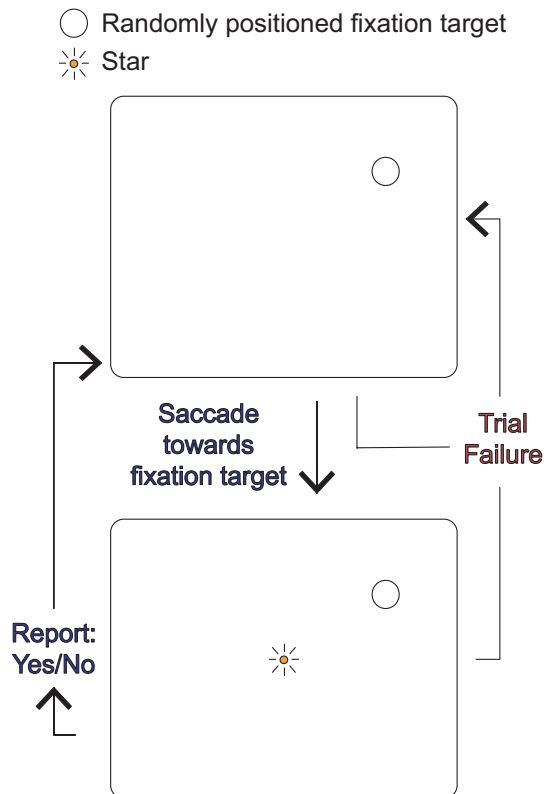 Randomly positioned fixation target
Star
Saccade
towards
fixation target
Trial
Failure
Report:
Yes/No